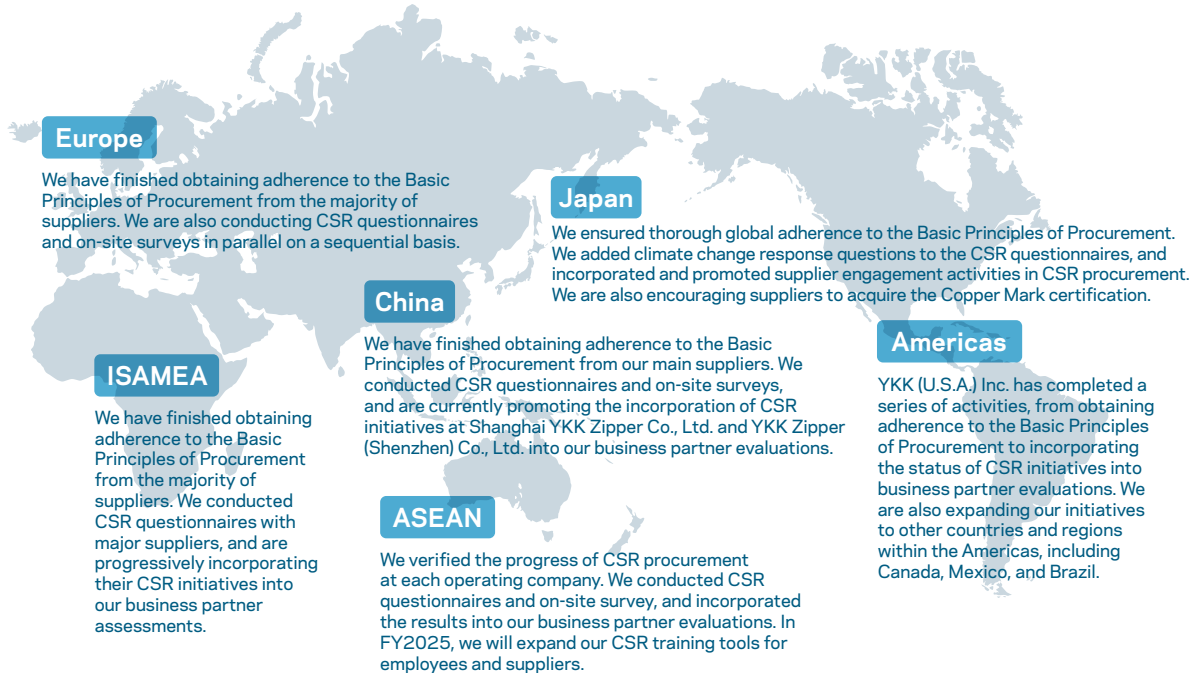 Europe
We have finished obtaining adherence to the Basic
Principles of Procurement from the majority of
suppliers. We are also conducting CSR questionnaires
and on-site surveys in parallel on a sequential basis.
Japan
We ensured thorough global adherence to the Basic Principles of Procurement.
We added climate change response questions to the CSR questionnaires, and
incorporated and promoted supplier engagement activities in CSR procurement.
We are also encouraging suppliers to acquire the Copper Mark certification.
China
We have finished obtaining adherence to the Basic
Principles of Procurement from our main suppliers. We
conducted CSR questionnaires and on-site surveys,
and are currently promoting the incorporation of CSR
initiatives at Shanghai YKK Zipper Co., Ltd. and YKK Zipper
(Shenzhen) Co., Ltd. into our business partner evaluations.
Americas
YKK (U.S.A.) Inc. has completed a
series of activities, from obtaining
adherence to the Basic Principles
of Procurement to incorporating
the status of CSR initiatives into
business partner evaluations. We
are also expanding our initiatives
to other countries and regions
within the Americas, including
Canada, Mexico, and Brazil.
ISAMEA
We have finished obtaining
adherence to the Basic
Principles of Procurement
from the majority of
suppliers. We conducted
CSR questionnaires with
major suppliers, and are
progressively incorporating
their CSR initiatives into
our business partner
assessments.
ASEAN
We verified the progress of CSR procurement
at each operating company. We conducted CSR
questionnaires and on-site survey, and incorporated
the results into our business partner evaluations. In
FY2025, we will expand our CSR training tools for
employees and suppliers.